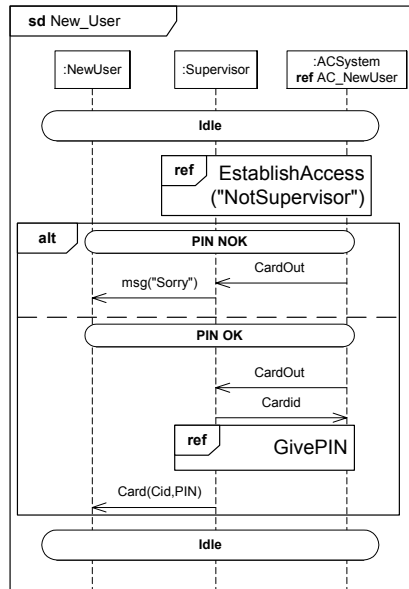 sd New_User
:NewUser
:Supervisor
:ACSystem
ref AC_NewUser
Idle
ref
EstablishAccess
("NotSupervisor")
alt
PIN NOK
CardOut
msg("Sorry")
PIN OK
CardOut
Cardid
ref
GivePIN
Card(Cid,PIN)
Idle